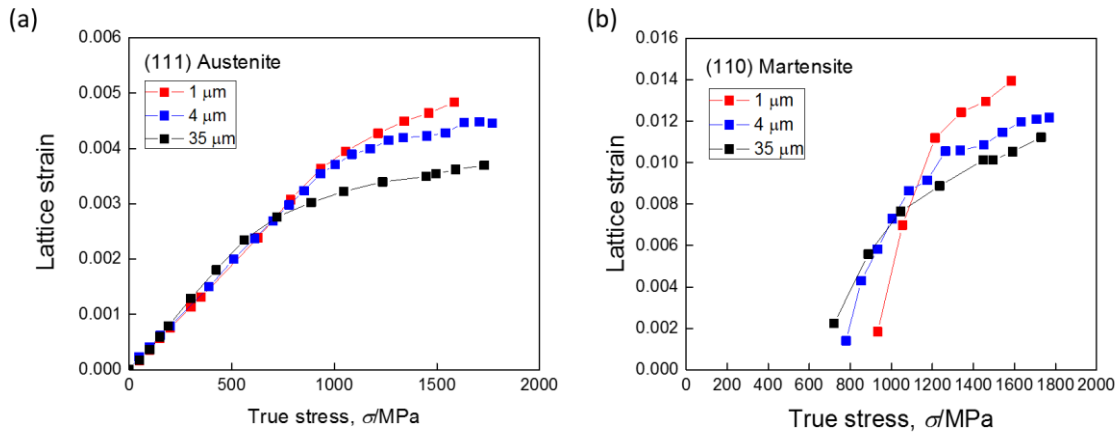 (a)
0.006
0.005
0.004
0.003
0.002
0.001
0.000
Lattice strain
(111) Austenite
1 μm
4 μm
35 μm
0
500
1000
1500
2000
True stress, σ/MPa
(b)
0.016
0.014
0.012
0.010
0.008
0.006
0.004
0.002
0.000
Lattice strain
(110) Martensite
1 μm
4 μm
35 μm
0
200
400
600
800
1000
1200
1400
1600
1800
2000
True stress, σ/MPa